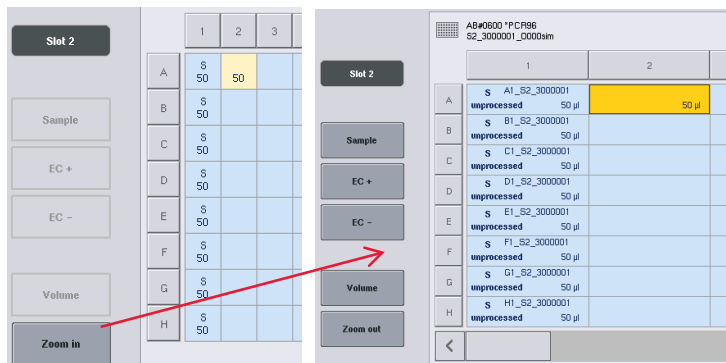 Slot 2
Sample
EC +
EC -
Volume
Zoom in
1 2 3
A S 50 50
B S 50
C S 50
D S 50
E S 50
F S 50
G S 50
H S 50
AB#0600 *PCR96
S2_3000001_0000sim
Slot 2
Sample
EC +
EC -
Volume
Zoom out
1 2
A S A1_S2_3000001
unprocessed 50 µl 50 µl
B S B1_S2_3000001
unprocessed 50 µl
C S C1_S2_3000001
unprocessed 50 µl
D S D1_S2_3000001
unprocessed 50 µl
E S E1_S2_3000001
unprocessed 50 µl
F S F1_S2_3000001
unprocessed 50 µl
G S G1_S2_3000001
unprocessed 50 µl
H S H1_S2_3000001
unprocessed 50 µl